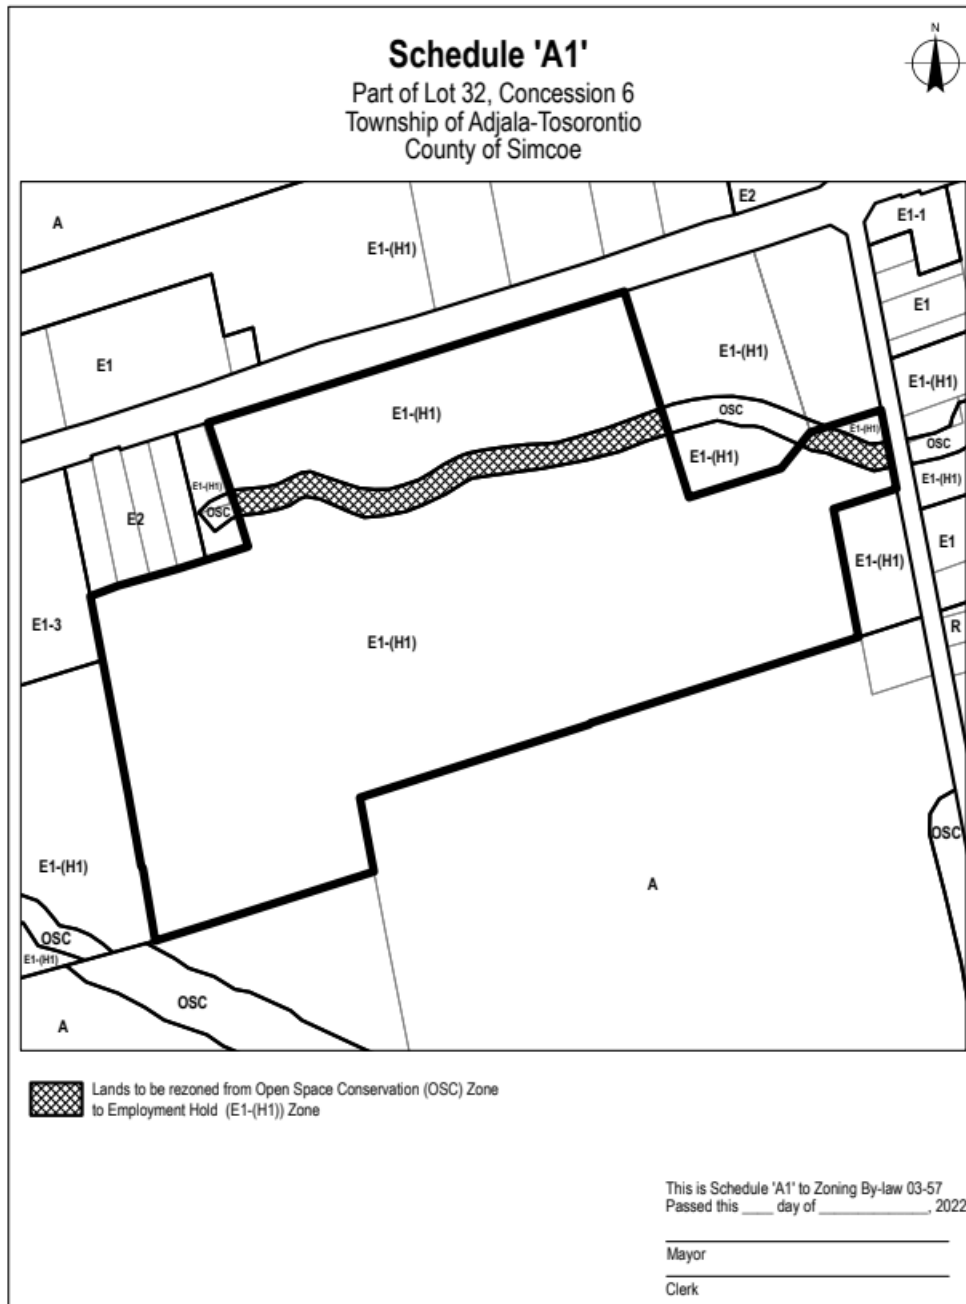 N
Schedule 'A1'
Part of Lot 32, Concession 6
Township of Adjala-Tosorontio
County of Simcoe
A
E1-(H1)
E2
E1-1
E1
E1
E1-(H1)
E1-(H1)
E1-(H1)
OSC
E1-(H1)
OSC
E1-(H1)
E1-(H1)
E1-(H1)
OSC
E2
E1-(H1)
E1
E1-3
E1-(H1)
R
OSC
E1-(H1)
A
OSC
E1-(H1)
OSC
A
Lands to be rezoned from Open Space Conservation (OSC) Zone
to Employment Hold (E1-(H1)) Zone
This is Schedule 'A1' to Zoning By-law 03-57
Passed this ____ day of ______________, 2022
Mayor
Clerk